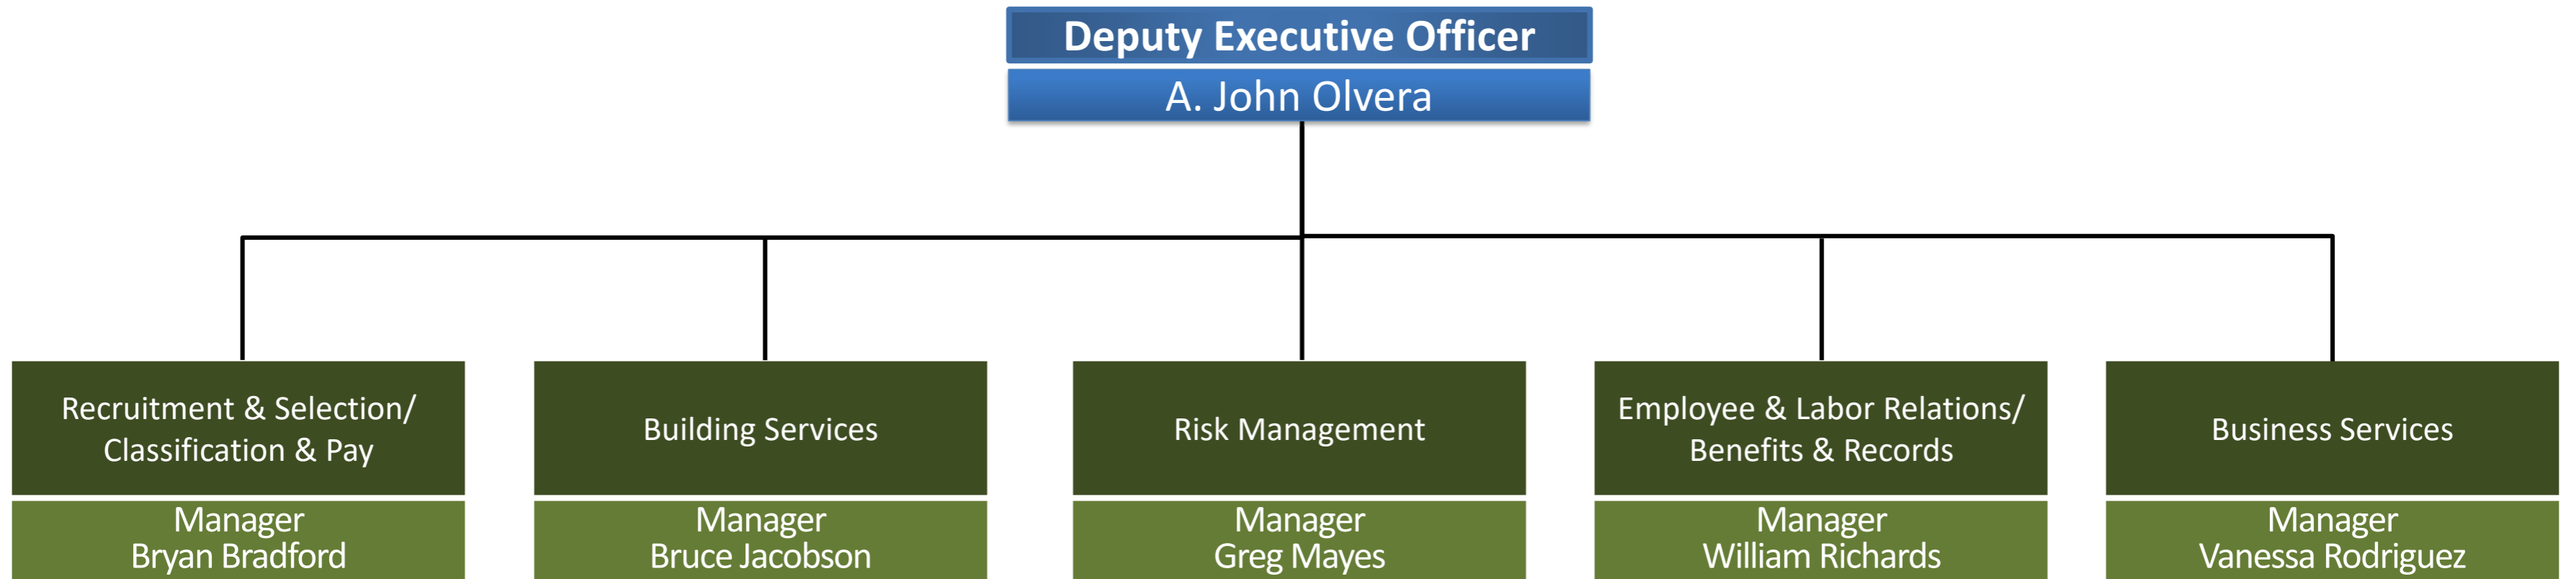 Deputy Executive Officer
A. John Olvera
Recruitment & Selection/
Classification & Pay
Manager
Bryan Bradford
Building Services
Manager
Bruce Jacobson
Risk Management
Manager
Greg Mayes
Employee & Labor Relations/
Benefits & Records
Manager
William Richards
Business Services
Manager
Vanessa Rodriguez